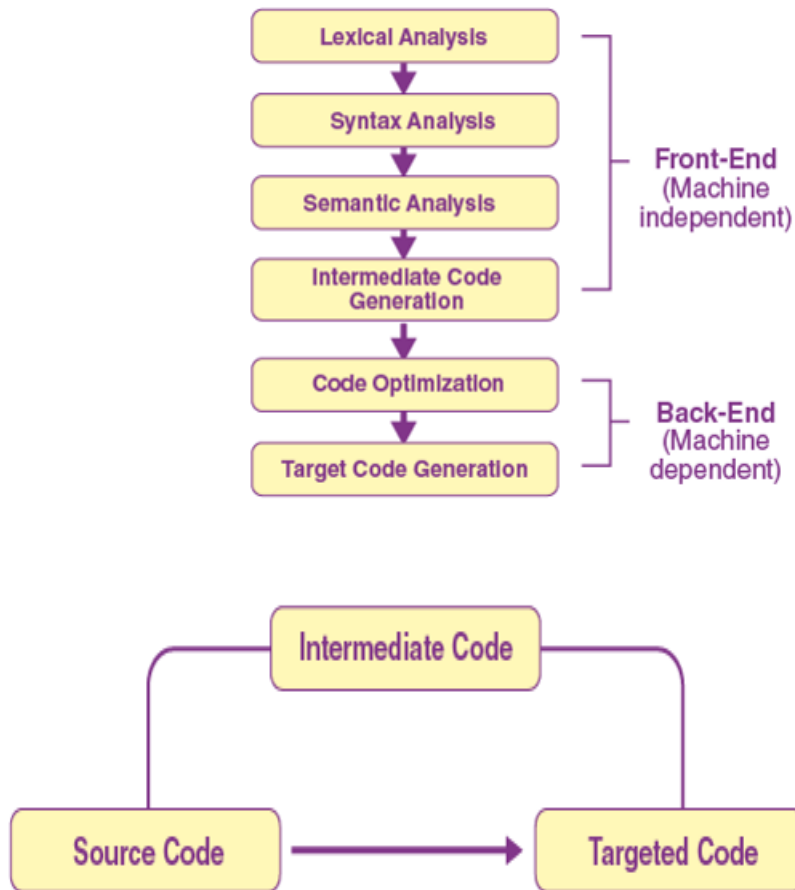 Lexical Analysis
Syntax Analysis
Semantic Analysis
Intermediate Code
Generation
Code Optimization
Target Code Generation
Front-End
(Machine
independent)
Back-End
(Machine
dependent)
Intermediate Code
Source Code
Targeted Code